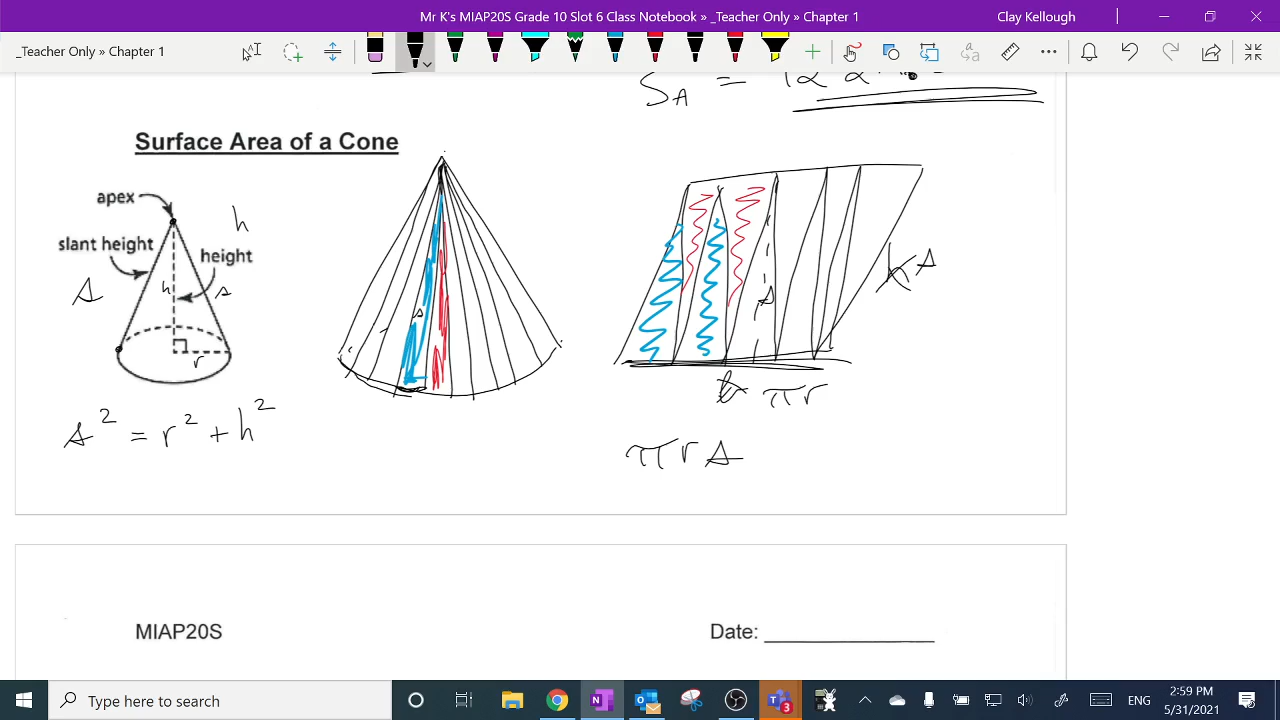 Mr K's MIAP20S Grade 10 Slot 6 Class Notebook » _Teacher Only » Chapter 1
Clay Kellough
_Teacher Only » Chapter 1
SA =
Surface Area of a Cone
apex
h
slant height
height
s
h
s
r
s
s
h s
b πr
s² = r² + h²
πrs
MIAP20S
Date: ____________
Type here to search
3
ENG
2:59 PM
5/31/2021